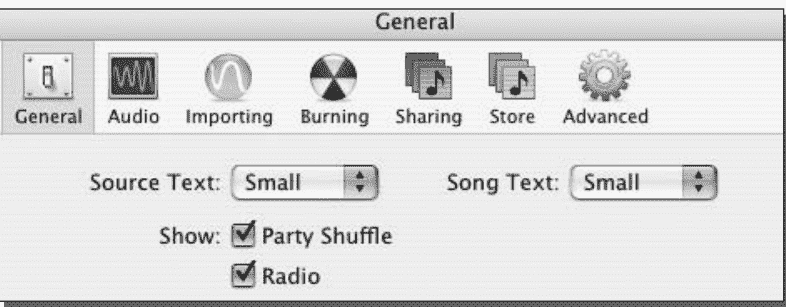 General
General Audio Importing Burning Sharing Store Advanced
Source Text: Small Song Text: Small
Show: Party Shuffle
Radio